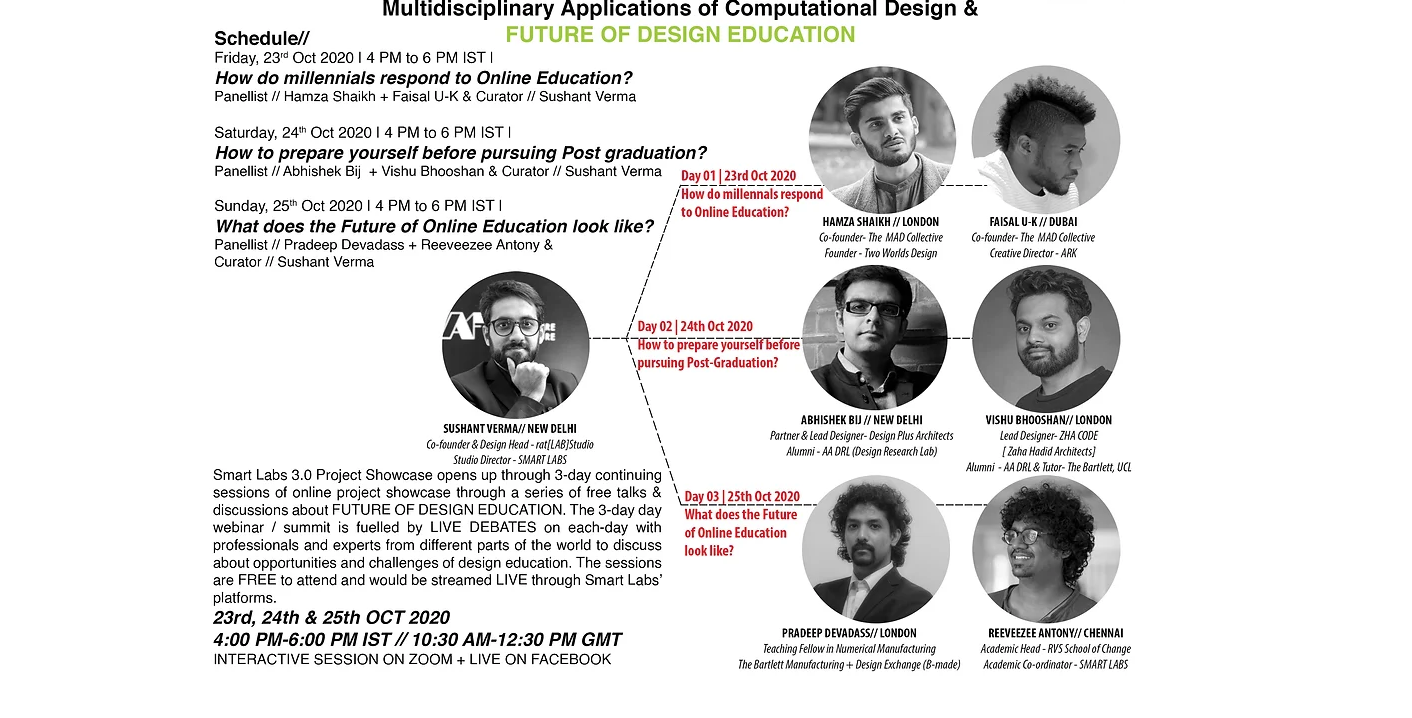 Multidisciplinary Applications of Computational Design &
FUTURE OF DESIGN EDUCATION
Schedule//
Friday, 23rd Oct 2020 I 4 PM to 6 PM IST I
How do millennials respond to Online Education?
Panellist // Hamza Shaikh + Faisal U-K & Curator // Sushant Verma
Saturday, 24th Oct 2020 I 4 PM to 6 PM IST I
How to prepare yourself before pursuing Post graduation?
Panellist // Abhishek Bij + Vishu Bhooshan & Curator // Sushant Verma
Sunday, 25th Oct 2020 I 4 PM to 6 PM IST I
What does the Future of Online Education look like?
Panellist // Pradeep Devadass + Reeveezee Antony &
Curator // Sushant Verma
SUSHANT VERMA// NEW DELHI
Co-founder & Design Head - rat[LAB]Studio
Studio Director - SMART LABS
Smart Labs 3.0 Project Showcase opens up through 3-day continuing
sessions of online project showcase through a series of free talks &
discussions about FUTURE OF DESIGN EDUCATION. The 3-day day
webinar / summit is fuelled by LIVE DEBATES on each-day with
professionals and experts from different parts of the world to discuss
about opportunities and challenges of design education. The sessions
are FREE to attend and would be streamed LIVE through Smart Labs'
platforms.
23rd, 24th & 25th OCT 2020
4:00 PM-6:00 PM IST // 10:30 AM-12:30 PM GMT
INTERACTIVE SESSION ON ZOOM + LIVE ON FACEBOOK
Day 01 | 23rd Oct 2020
How do millennals respond
to Online Education?
HAMZA SHAIKH // LONDON
Co-founder- The MAD Collective
Founder - Two Worlds Design
FAISAL U-K // DUBAI
Co-founder- The MAD Collective
Creative Director - ARK
Day 02 | 24th Oct 2020
How to prepare yourself before
pursuing Post-Graduation?
ABHISHEK BIJ // NEW DELHI
Partner & Lead Designer- Design Plus Architects
Alumni - AA DRL (Design Research Lab)
VISHU BHOOSHAN// LONDON
Lead Designer- ZHA CODE
[ Zaha Hadid Architects]
Alumni - AA DRL & Tutor- The Bartlett, UCL
Day 03 | 25th Oct 2020
What does the Future
of Online Education
look like?
PRADEEP DEVADASS// LONDON
Teaching Fellow in Numerical Manufacturing
The Bartlett Manufacturing + Design Exchange (B-made)
REEVEEZEE ANTONY// CHENNAI
Academic Head - RVS School of Change
Academic Co-ordinator - SMART LABS